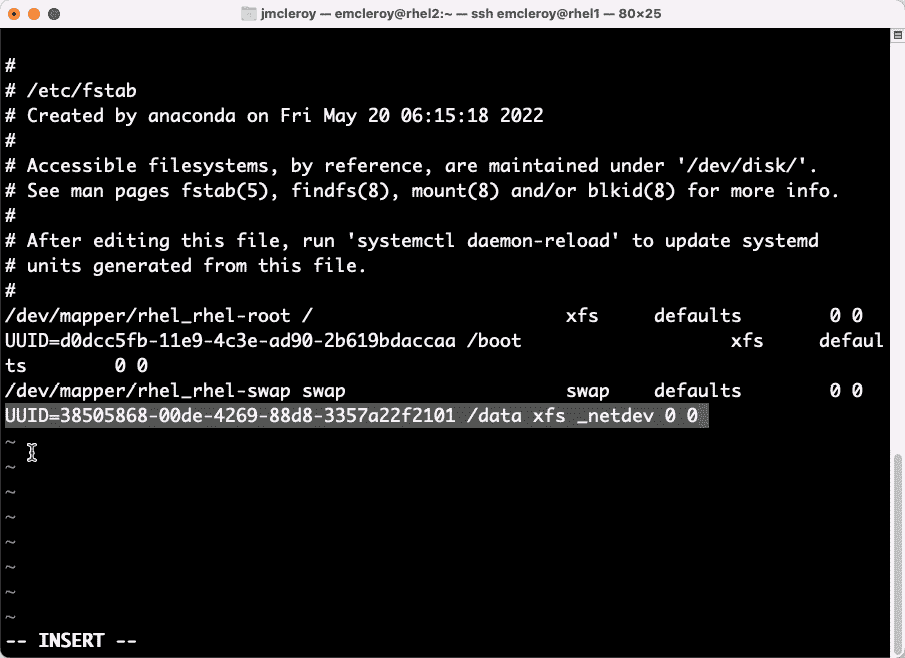 jmcleroy — emcleroy@rhel2:~ — ssh emcleroy@rhel1 — 80×25
#
# /etc/fstab
# Created by anaconda on Fri May 20 06:15:18 2022
#
# Accessible filesystems, by reference, are maintained under '/dev/disk/'.
# See man pages fstab(5), findfs(8), mount(8) and/or blkid(8) for more info.
#
# After editing this file, run 'systemctl daemon-reload' to update systemd
# units generated from this file.
#
/dev/mapper/rhel_rhel-root /                       xfs     defaults        0 0
UUID=d0dcc5fb-11e9-4c3e-ad90-2b619bdaccaa /boot                   xfs     defaul
ts        0 0
/dev/mapper/rhel_rhel-swap swap                    swap    defaults        0 0
UUID=38505868-00de-4269-88d8-3357a22f2101 /data xfs _netdev 0 0
~
~
~
~
~
~
~
~
-- INSERT --